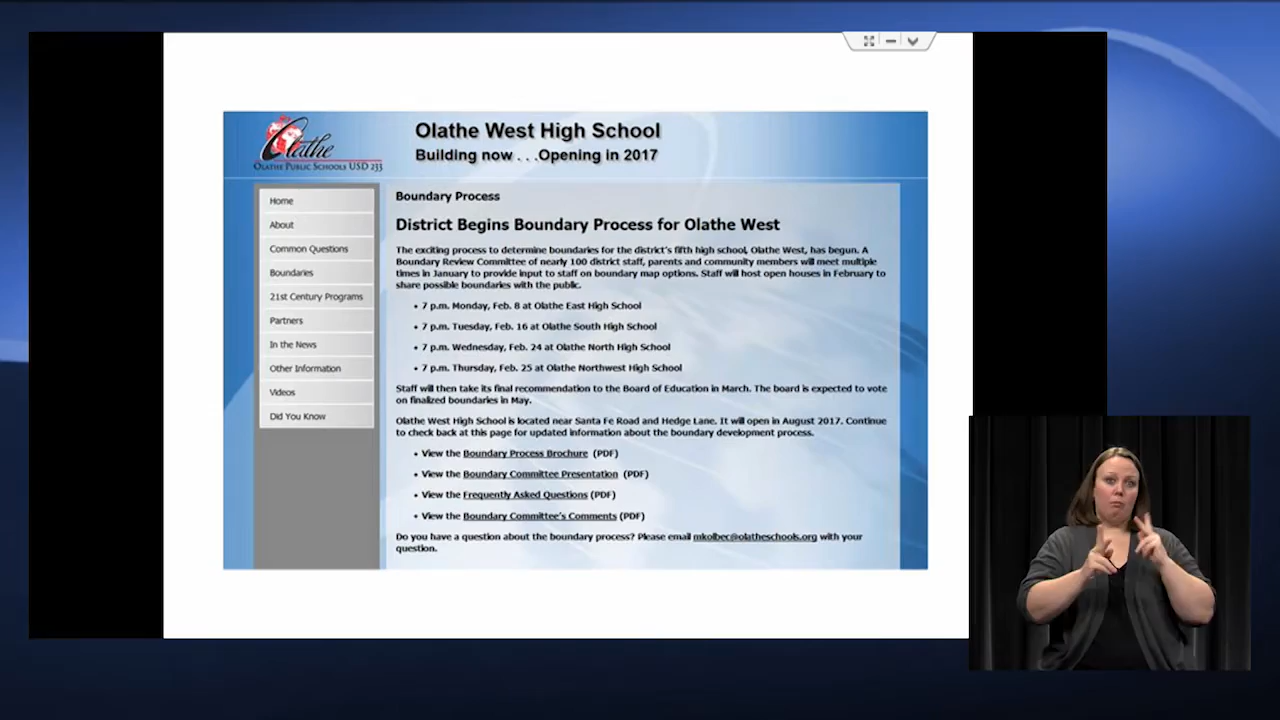 Olathe
OLATHE PUBLIC SCHOOLS USD 233
Olathe West High School
Building now . . .Opening in 2017
Home
About
Common Questions
Boundaries
21st Century Programs
Partners
In the News
Other Information
Videos
Did You Know
Boundary Process
District Begins Boundary Process for Olathe West
The exciting process to determine boundaries for the district's fifth high school, Olathe West, has begun. A
Boundary Review Committee of nearly 100 district staff, parents and community members will meet multiple
times in January to provide input to staff on boundary map options. Staff will host open houses in February to
share possible boundaries with the public.
• 7 p.m. Monday, Feb. 8 at Olathe East High School
• 7 p.m. Tuesday, Feb. 16 at Olathe South High School
• 7 p.m. Wednesday, Feb. 24 at Olathe North High School
• 7 p.m. Thursday, Feb. 25 at Olathe Northwest High School
Staff will then take its final recommendation to the Board of Education in March. The board is expected to vote
on finalized boundaries in May.
Olathe West High School is located near Santa Fe Road and Hedge Lane. It will open in August 2017. Continue
to check back at this page for updated information about the boundary development process.
• View the Boundary Process Brochure (PDF)
• View the Boundary Committee Presentation (PDF)
• View the Frequently Asked Questions (PDF)
• View the Boundary Committee's Comments (PDF)
Do you have a question about the boundary process? Please email mkolbec@olatheschools.org with your
question.